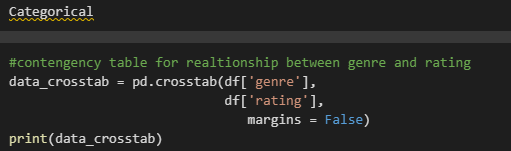 Categorical
#contengency table for realtionship between genre and rating
data_crosstab = pd.crosstab(df['genre'],
                            df['rating'],
                               margins = False)
print(data_crosstab)